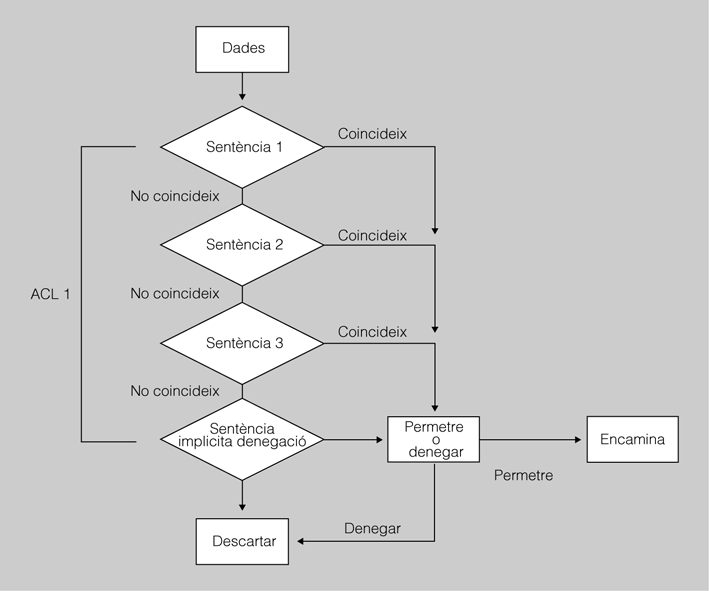 Dades
Sentència 1
Coincideix
No coincideix
Sentència 2
Coincideix
ACL 1
No coincideix
Sentència 3
Coincideix
No coincideix
Sentència
implicita denegació
Permetre
o
denegar
Encamina
Permetre
Descartar
Denegar